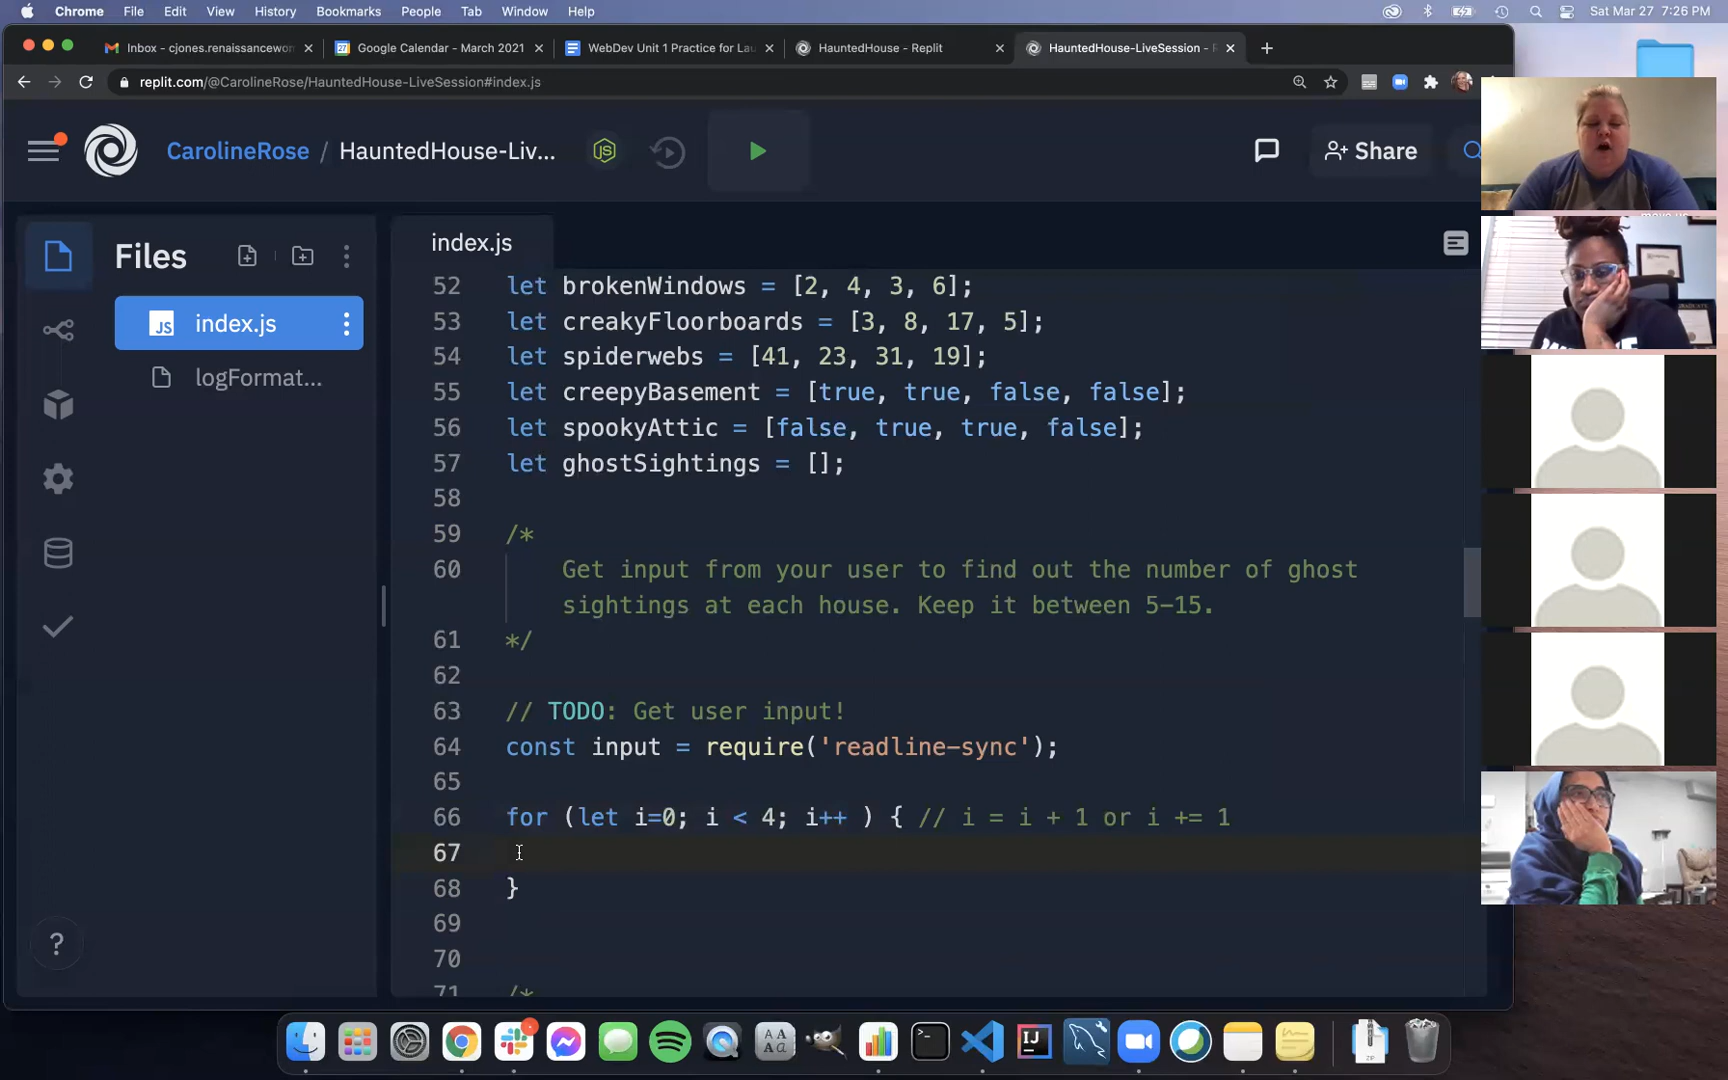 Chrome File Edit View History Bookmarks People Tab Window Help Sat Mar 27 7:26 PM
Inbox - cjones.renaissancewon
Google Calendar - March 2021
WebDev Unit 1 Practice for Lau
HauntedHouse - Replit
HauntedHouse-LiveSession - R
replit.com/@CarolineRose/HauntedHouse-LiveSession#index.js
CarolineRose / HauntedHouse-Liv...
Share
Files
index.js
JS index.js
logFormat...
52 let brokenWindows = [2, 4, 3, 6];
53 let creakyFloorboards = [3, 8, 17, 5];
54 let spiderwebs = [41, 23, 31, 19];
55 let creepyBasement = [true, true, false, false];
56 let spookyAttic = [false, true, true, false];
57 let ghostSightings = [];
58
59 /*
60 Get input from your user to find out the number of ghost
sightings at each house. Keep it between 5-15.
61 */
62
63 // TODO: Get user input!
64 const input = require('readline-sync');
65
66 for (let i=0; i < 4; i++ ) { // i = i + 1 or i += 1
67
68 }
69
70
71 /*
?